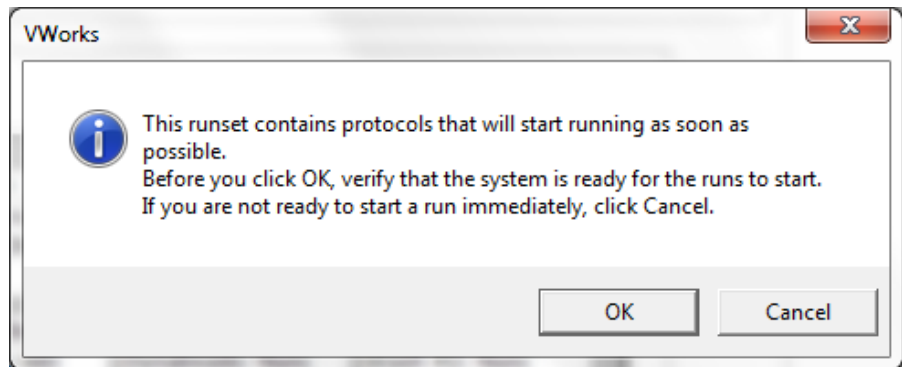 VWorks
This runset contains protocols that will start running as soon as
possible.
Before you click OK, verify that the system is ready for the runs to start.
If you are not ready to start a run immediately, click Cancel.
OK
Cancel